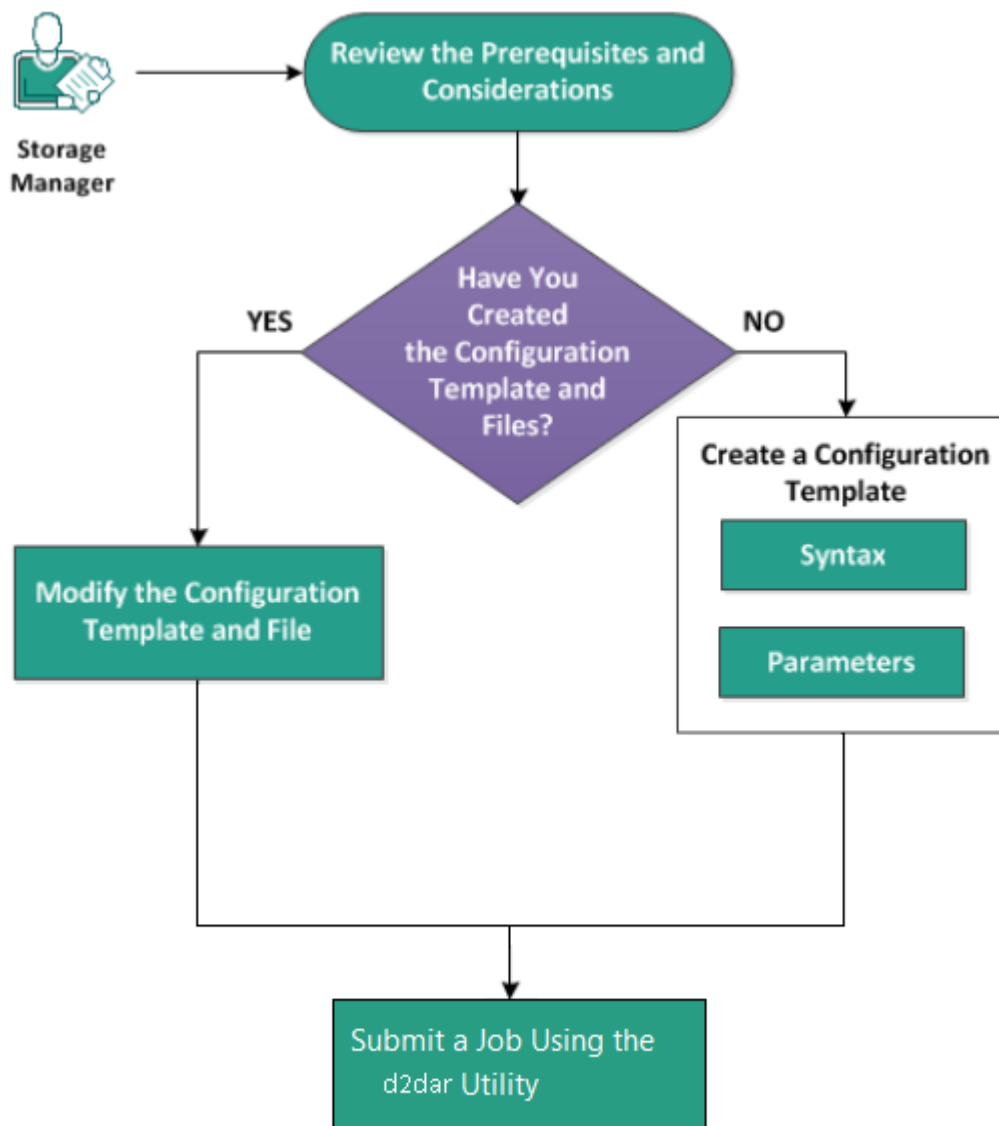 Review the Prerequisites and
Considerations
Storage
Manager
Have You
Created
the Configuration
Template and
Files?
YES
NO
Create a Configuration
Template
Syntax
Parameters
Modify the Configuration
Template and File
Submit a Job Using the
d2dar Utility